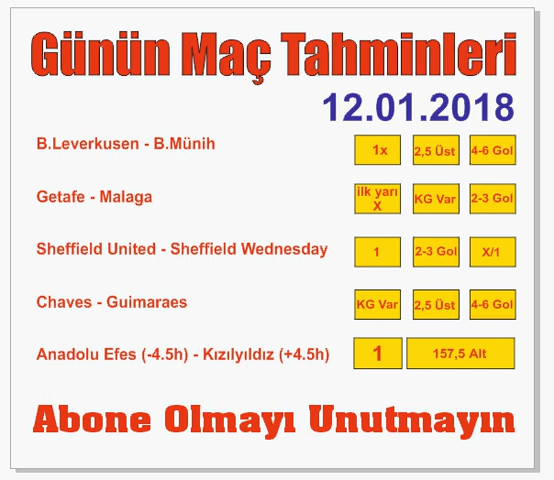 Günün Maç Tahminleri
12.01.2018
B.Leverkusen - B.Münih 1x 2,5 Üst 4-6 Gol
Getafe - Malaga ilk yarı X KG Var 2-3 Gol
Sheffield United - Sheffield Wednesday 1 2-3 Gol X/1
Chaves - Guimaraes KG Var 2,5 Üst 4-6 Gol
Anadolu Efes (-4.5h) - Kızılyıldız (+4.5h) 1 157,5 Alt
Abone Olmayı Unutmayın